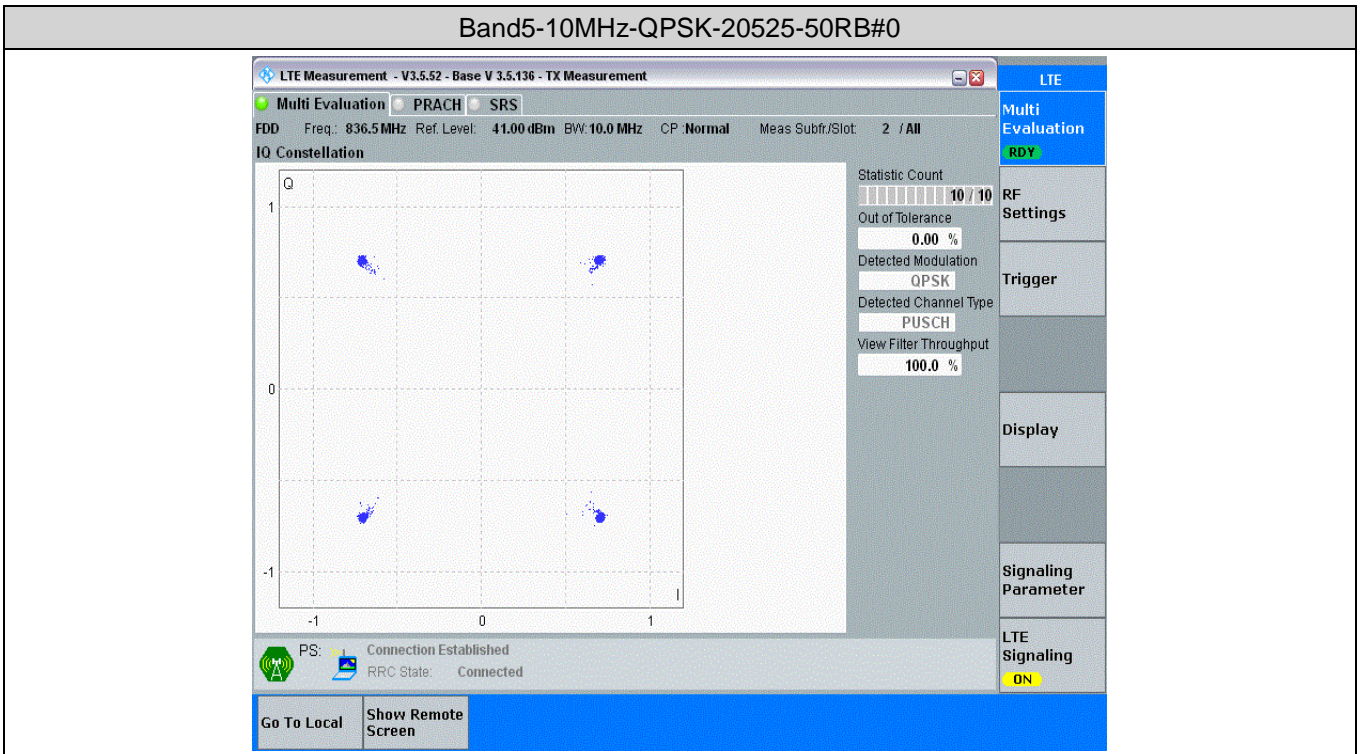 Band5-10MHz-QPSK-20525-50RB#0
LTE Measurement - V3.5.52 - Base V 3.5.136 - TX Measurement
LTE
Multi Evaluation PRACH SRS
Multi
Evaluation
RDY
FDD Freq.: 836.5 MHz Ref. Level: 41.00 dBm BW: 10.0 MHz CP :Normal Meas Subfr./Slot: 2 / All
IQ Constellation
Q
1
0
-1
-1 0 1
I
Statistic Count
10 / 10
Out of Tolerance
0.00 %
Detected Modulation
QPSK
Detected Channel Type
PUSCH
View Filter Throughput
100.0 %
RF
Settings
Trigger
Display
Signaling
Parameter
LTE
Signaling
ON
PS: Connection Established
RRC State: Connected
Go To Local
Show Remote
Screen